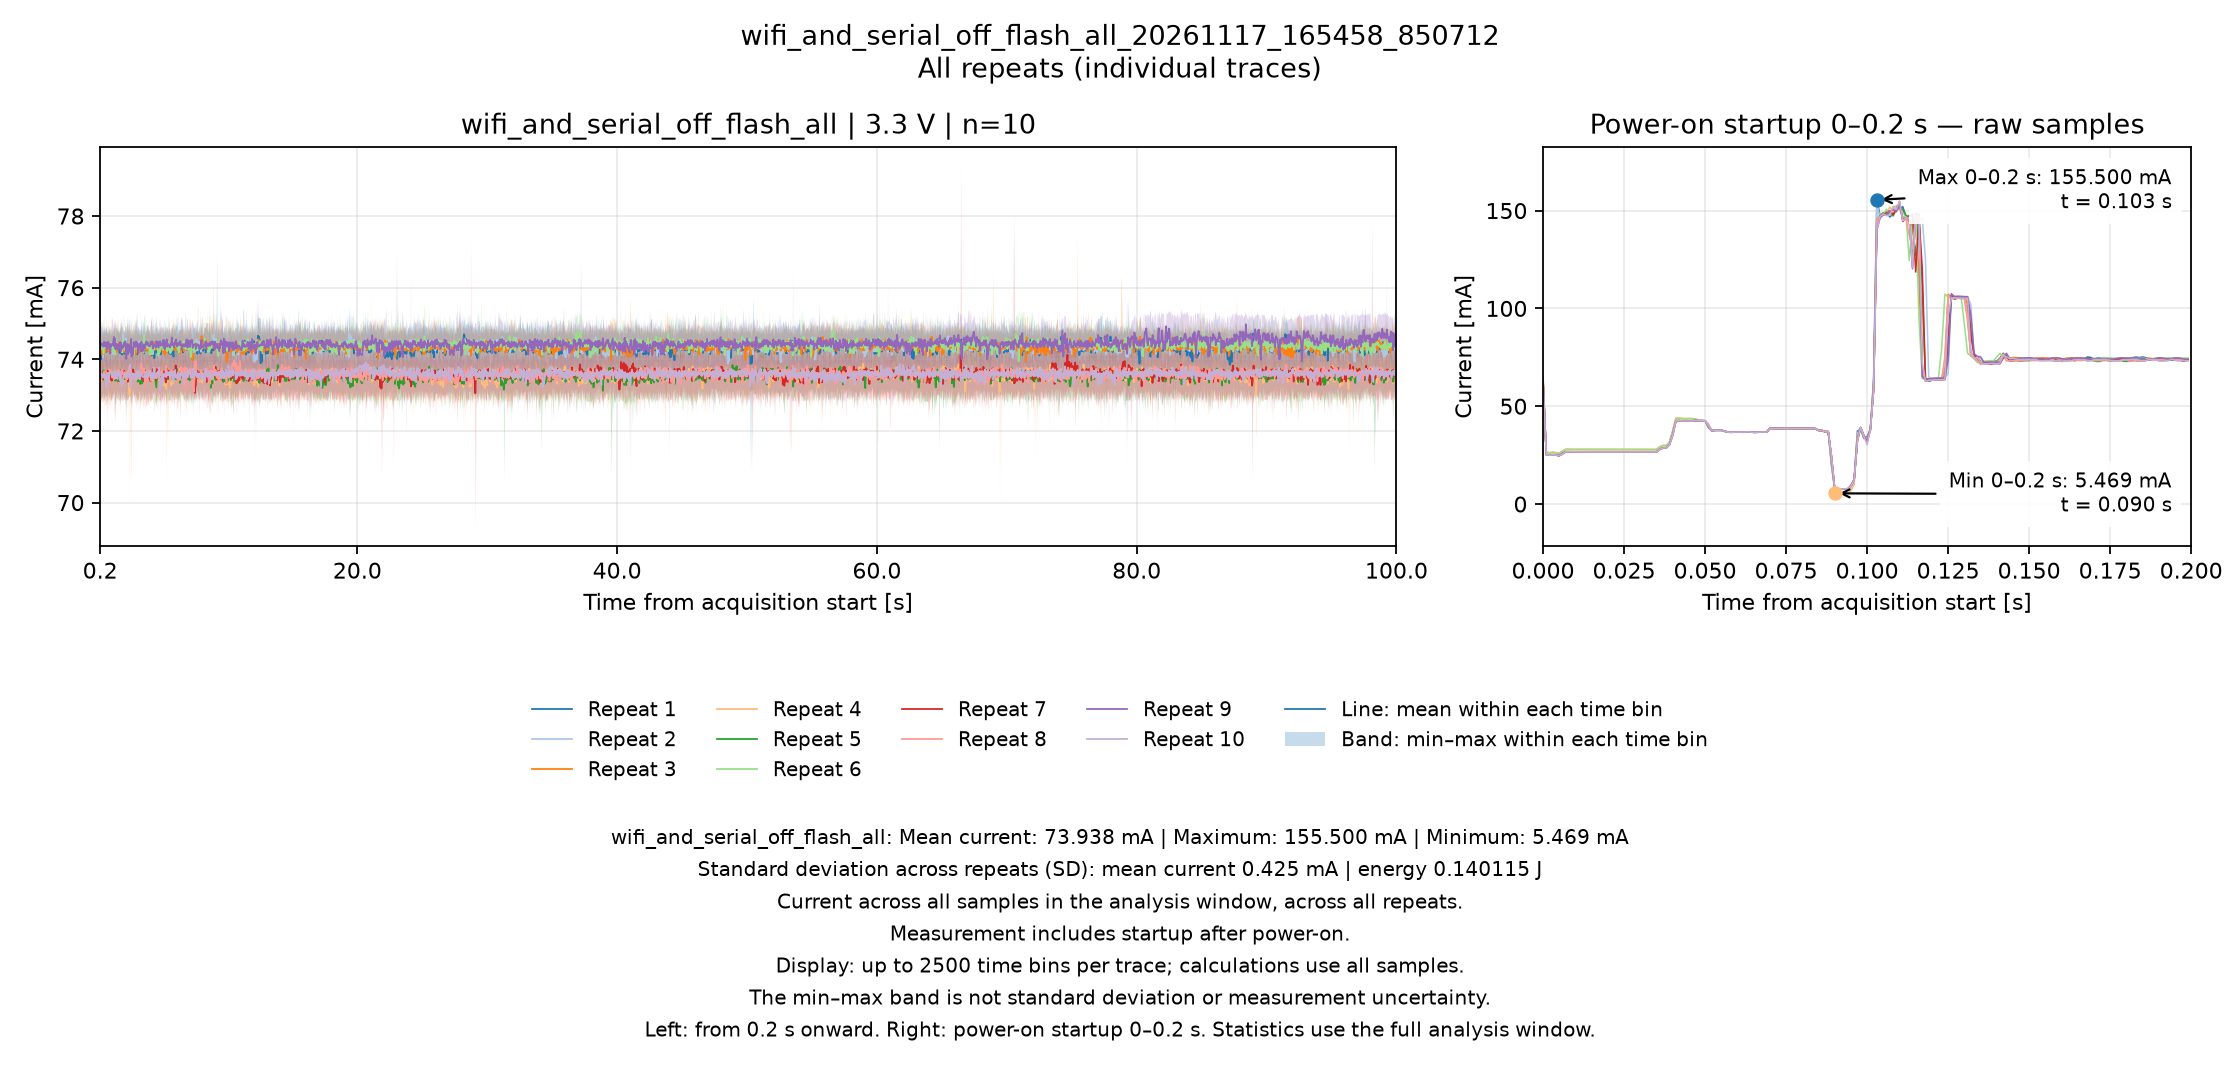 wifi_and_serial_off_flash_all_20261117_165458_850712
All repeats (individual traces)
wifi_and_serial_off_flash_all | 3.3 V | n=10
Current [mA]
78
76
74
72
70
0.2 20.0 40.0 60.0 80.0 100.0
Time from acquisition start [s]
Power-on startup 0–0.2 s — raw samples
Current [mA]
150
100
50
0
Max 0–0.2 s: 155.500 mA
t = 0.103 s
Min 0–0.2 s: 5.469 mA
t = 0.090 s
0.000 0.025 0.050 0.075 0.100 0.125 0.150 0.175 0.200
Time from acquisition start [s]
Repeat 1
Repeat 2
Repeat 3
Repeat 4
Repeat 5
Repeat 6
Repeat 7
Repeat 8
Repeat 9
Repeat 10
Line: mean within each time bin
Band: min–max within each time bin
wifi_and_serial_off_flash_all: Mean current: 73.938 mA | Maximum: 155.500 mA | Minimum: 5.469 mA
Standard deviation across repeats (SD): mean current 0.425 mA | energy 0.140115 J
Current across all samples in the analysis window, across all repeats.
Measurement includes startup after power-on.
Display: up to 2500 time bins per trace; calculations use all samples.
The min–max band is not standard deviation or measurement uncertainty.
Left: from 0.2 s onward. Right: power-on startup 0–0.2 s. Statistics use the full analysis window.